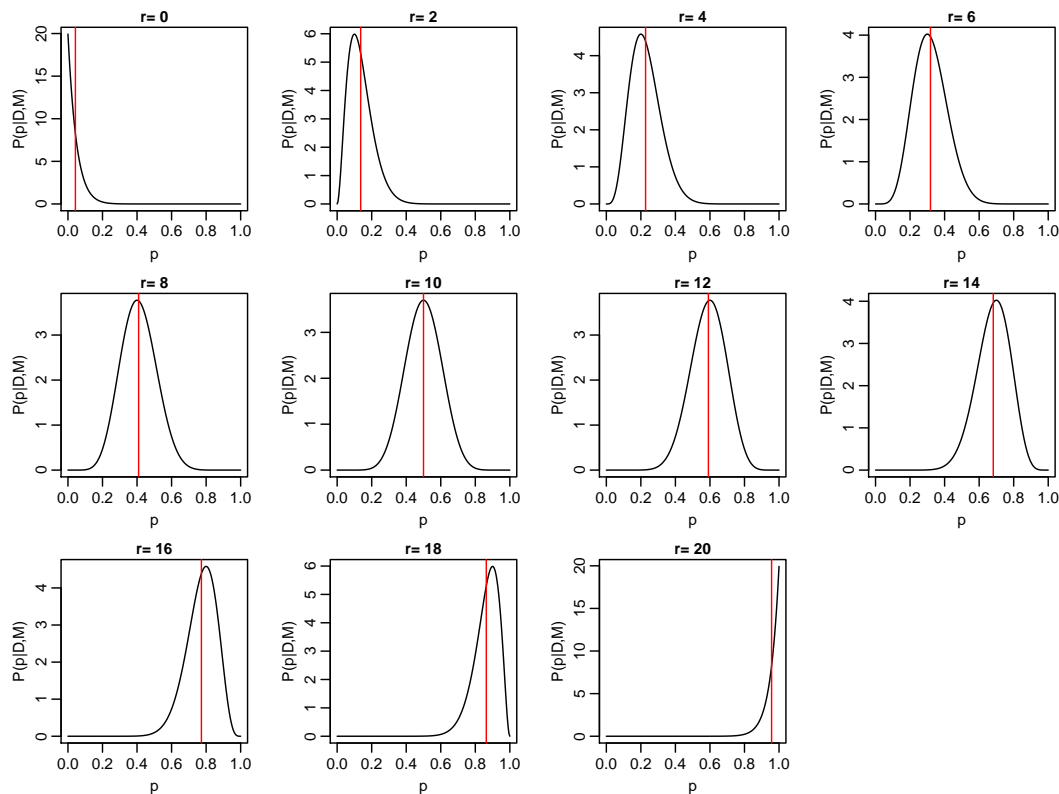 r= 0
P(p|D,M)
0 5 10 15 20
0.0 0.2 0.4 0.6 0.8 1.0
p
r= 2
P(p|D,M)
0 1 2 3 4 5 6
0.0 0.2 0.4 0.6 0.8 1.0
p
r= 4
P(p|D,M)
0 1 2 3 4
0.0 0.2 0.4 0.6 0.8 1.0
p
r= 6
P(p|D,M)
0 1 2 3 4
0.0 0.2 0.4 0.6 0.8 1.0
p
r= 8
P(p|D,M)
0 1 2 3
0.0 0.2 0.4 0.6 0.8 1.0
p
r= 10
P(p|D,M)
0 1 2 3
0.0 0.2 0.4 0.6 0.8 1.0
p
r= 12
P(p|D,M)
0 1 2 3
0.0 0.2 0.4 0.6 0.8 1.0
p
r= 14
P(p|D,M)
0 1 2 3 4
0.0 0.2 0.4 0.6 0.8 1.0
p
r= 16
P(p|D,M)
0 1 2 3 4
0.0 0.2 0.4 0.6 0.8 1.0
p
r= 18
P(p|D,M)
0 1 2 3 4 5 6
0.0 0.2 0.4 0.6 0.8 1.0
p
r= 20
P(p|D,M)
0 5 10 15 20
0.0 0.2 0.4 0.6 0.8 1.0
p